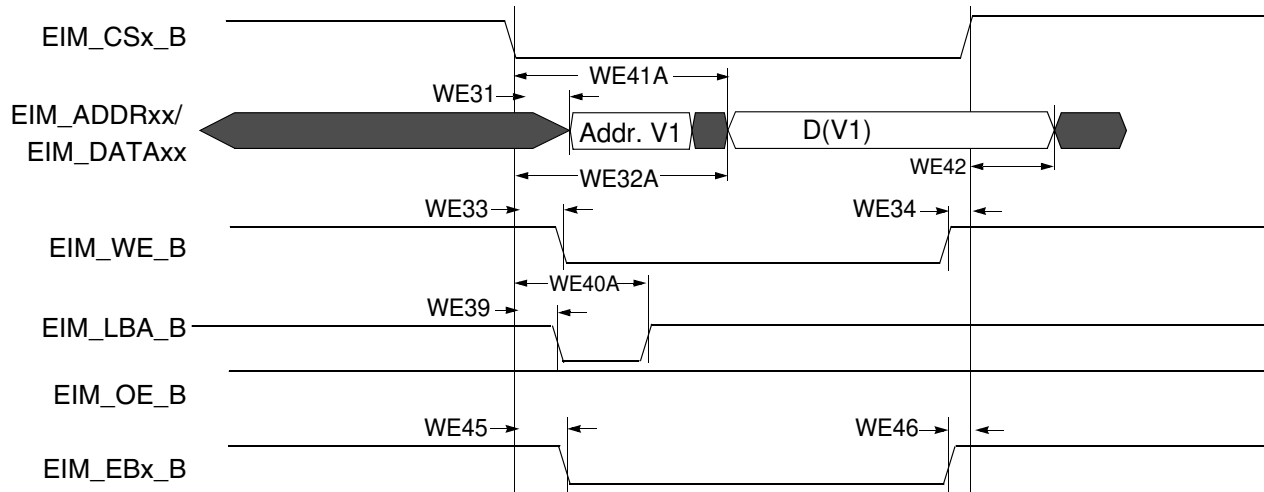 EIM_CSx_B
WE41A
WE31
EIM_ADDRxx/
EIM_DATAxx
Addr. V1
D(V1)
WE42
WE32A
WE33
WE34
EIM_WE_B
WE40A
WE39
EIM_LBA_B
EIM_OE_B
WE45
WE46
EIM_EBx_B